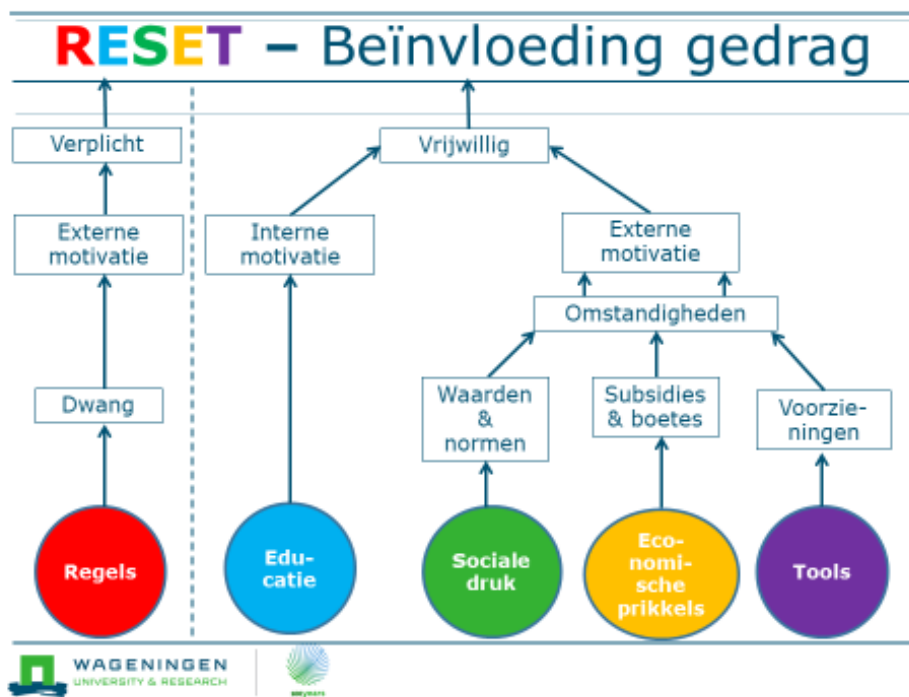 RESET – Beïnvloeding gedrag
Verplicht
Vrijwillig
Externe
motivatie
Interne
motivatie
Externe
motivatie
Omstandigheden
Dwang
Waarden
&
normen
Subsidies
& boetes
Voorzie-
ningen
Regels
Edu-
catie
Sociale
druk
Eco-
nomi-
sche
prikkels
Tools
WAGENINGEN
UNIVERSITY & RESEARCH